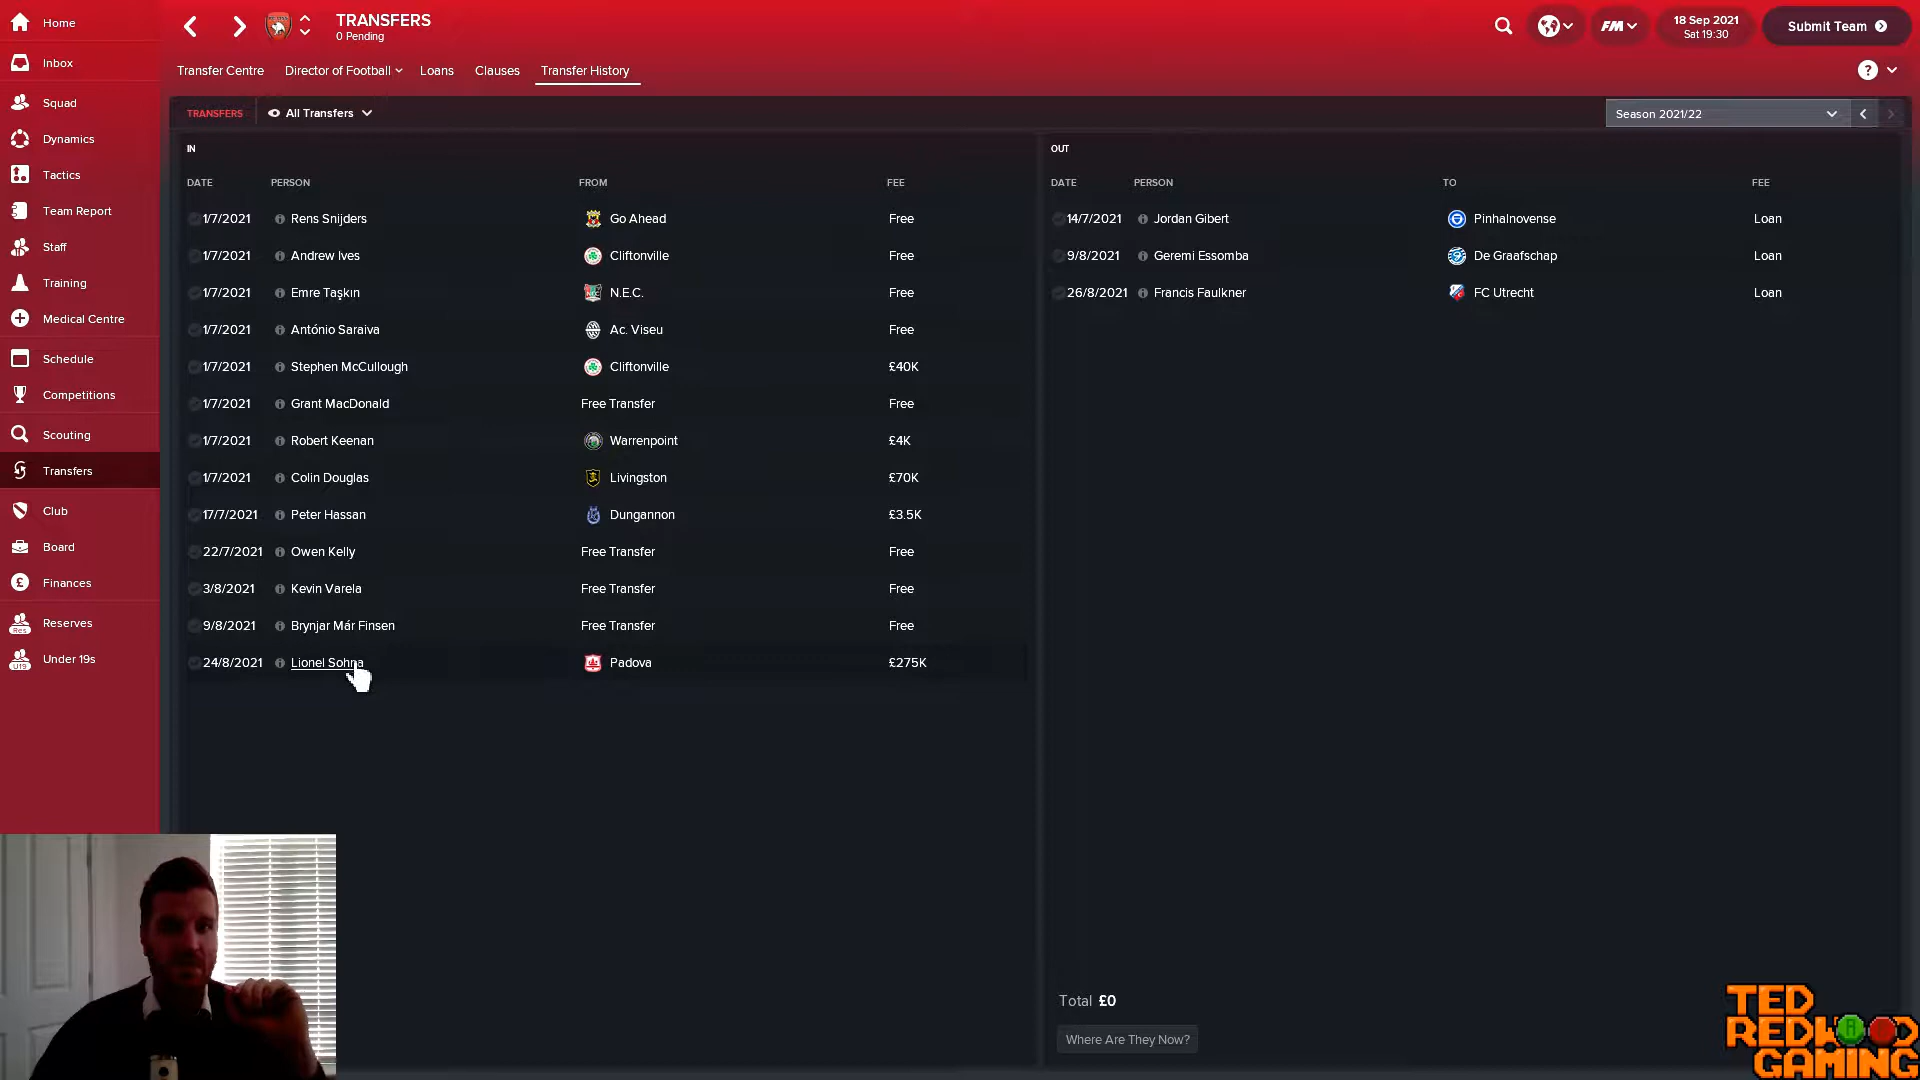 Home
Inbox
Squad
Dynamics
Tactics
Team Report
Staff
Training
Medical Centre
Schedule
Competitions
Scouting
Transfers
Club
Board
Finances
Res
Reserves
U19
Under 19s
TRANSFERS
0 Pending
FM
18 Sep 2021
Sat 19:30
Submit Team
Transfer Centre
Director of Football
Loans
Clauses
Transfer History
?
TRANSFERS
All Transfers
Season 2021/22
IN
DATE PERSON FROM FEE
1/7/2021 Rens Snijders Go Ahead Free
1/7/2021 Andrew Ives Cliftonville Free
1/7/2021 Emre Taşkın N.E.C. Free
1/7/2021 António Saraiva Ac. Viseu Free
1/7/2021 Stephen McCullough Cliftonville £40K
1/7/2021 Grant MacDonald Free Transfer Free
1/7/2021 Robert Keenan Warrenpoint £4K
1/7/2021 Colin Douglas Livingston £70K
17/7/2021 Peter Hassan Dungannon £3.5K
22/7/2021 Owen Kelly Free Transfer Free
3/8/2021 Kevin Varela Free Transfer Free
9/8/2021 Brynjar Már Finsen Free Transfer Free
24/8/2021 Lionel Sohna Padova £275K
OUT
DATE PERSON TO FEE
14/7/2021 Jordan Gibert Pinhalnovense Loan
9/8/2021 Geremi Essomba De Graafschap Loan
26/8/2021 Francis Faulkner FC Utrecht Loan
Total £0
Where Are They Now?
TED
REDWOOD
GAMING